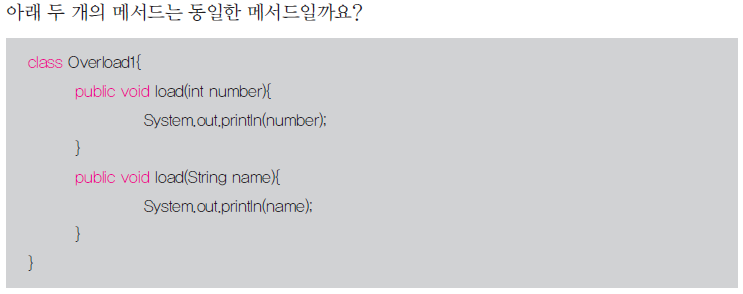 아래 두 개의 메서드는 동일한 메서드일까요?
class Overload1{
public void load(int number){
System.out.println(number);
}
public void load(String name){
System.out.println(name);
}
}